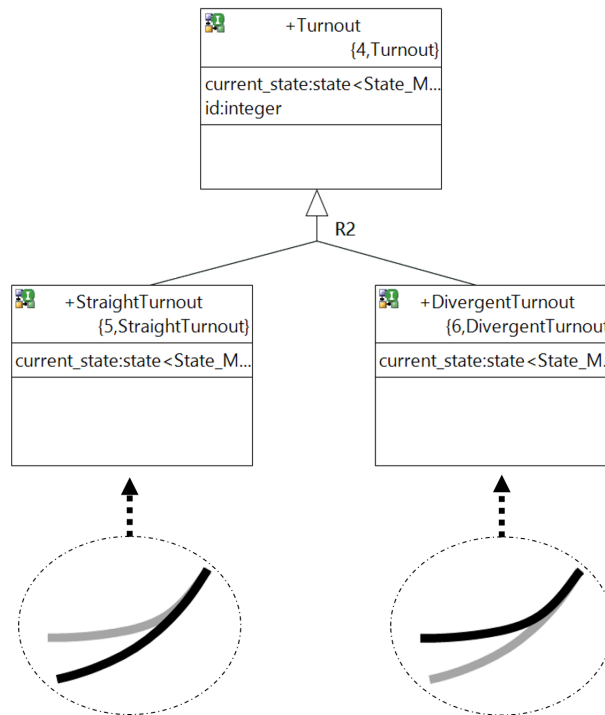 +Turnout
{4,Turnout}
current_state:state<State_M...
id:integer
R2
+StraightTurnout
{5,StraightTurnout}
current_state:state<State_M...
+DivergentTurnout
{6,DivergentTurnout
current_state:state<State_M.